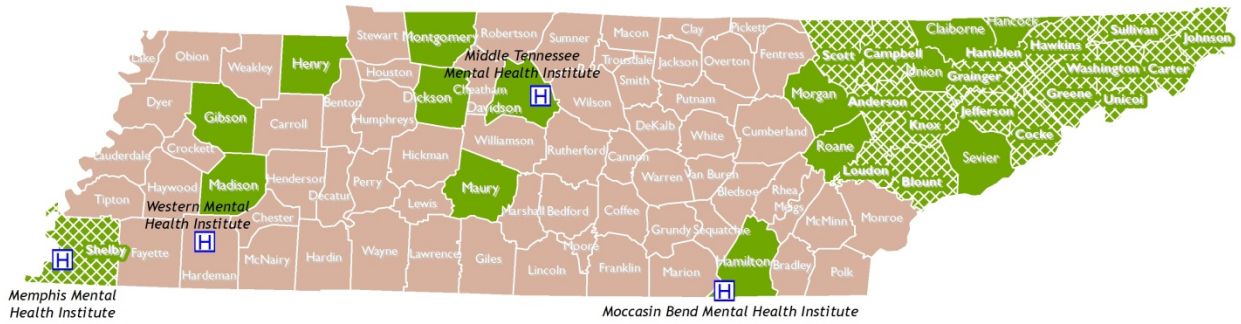 Lake
Obion
Weakley
Henry
Stewart
Montgomery
Robertson
Sumner
Macon
Clay
Pickett
Fentress
Scott
Campbell
Claiborne
Hancock
Hawkins
Sullivan
Johnson
Middle Tennessee
Mental Health Institute
Houston
Trousdale
Jackson
Overton
Smith
Hamblen
Union
Grainger
Washington
Carter
Dyer
Gibson
Carroll
Benton
Dickson
Cheatham
Davidson
H
Wilson
Putnam
Morgan
Anderson
Jefferson
Greene
Unicoi
Humphreys
DeKalb
White
Cumberland
Knox
Cocke
Lauderdale
Crockett
Hickman
Williamson
Rutherford
Cannon
Roane
Sevier
Haywood
Madison
Henderson
Decatur
Perry
Maury
Warren
Van Buren
Bledsoe
Rhea
Loudon
Blount
Tipton
Lewis
Marshall
Bedford
Coffee
Meigs
McMinn
Monroe
Western Mental
Health Institute
Chester
Grundy
Sequatchie
H
Shelby
Fayette
Hardeman
McNairy
Hardin
Wayne
Lawrence
Giles
Lincoln
Moore
Franklin
Marion
Hamilton
Bradley
Polk
H
H
Memphis Mental
Health Institute
Moccasin Bend Mental Health Institute